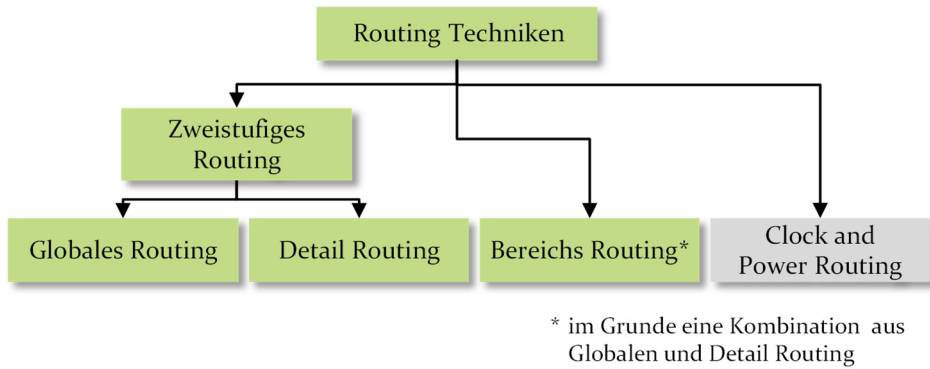 Routing Techniken
Zweistufiges
Routing
Globales Routing
Detail Routing
Bereichs Routing*
Clock and
Power Routing
* im Grunde eine Kombination aus
Globalen und Detail Routing